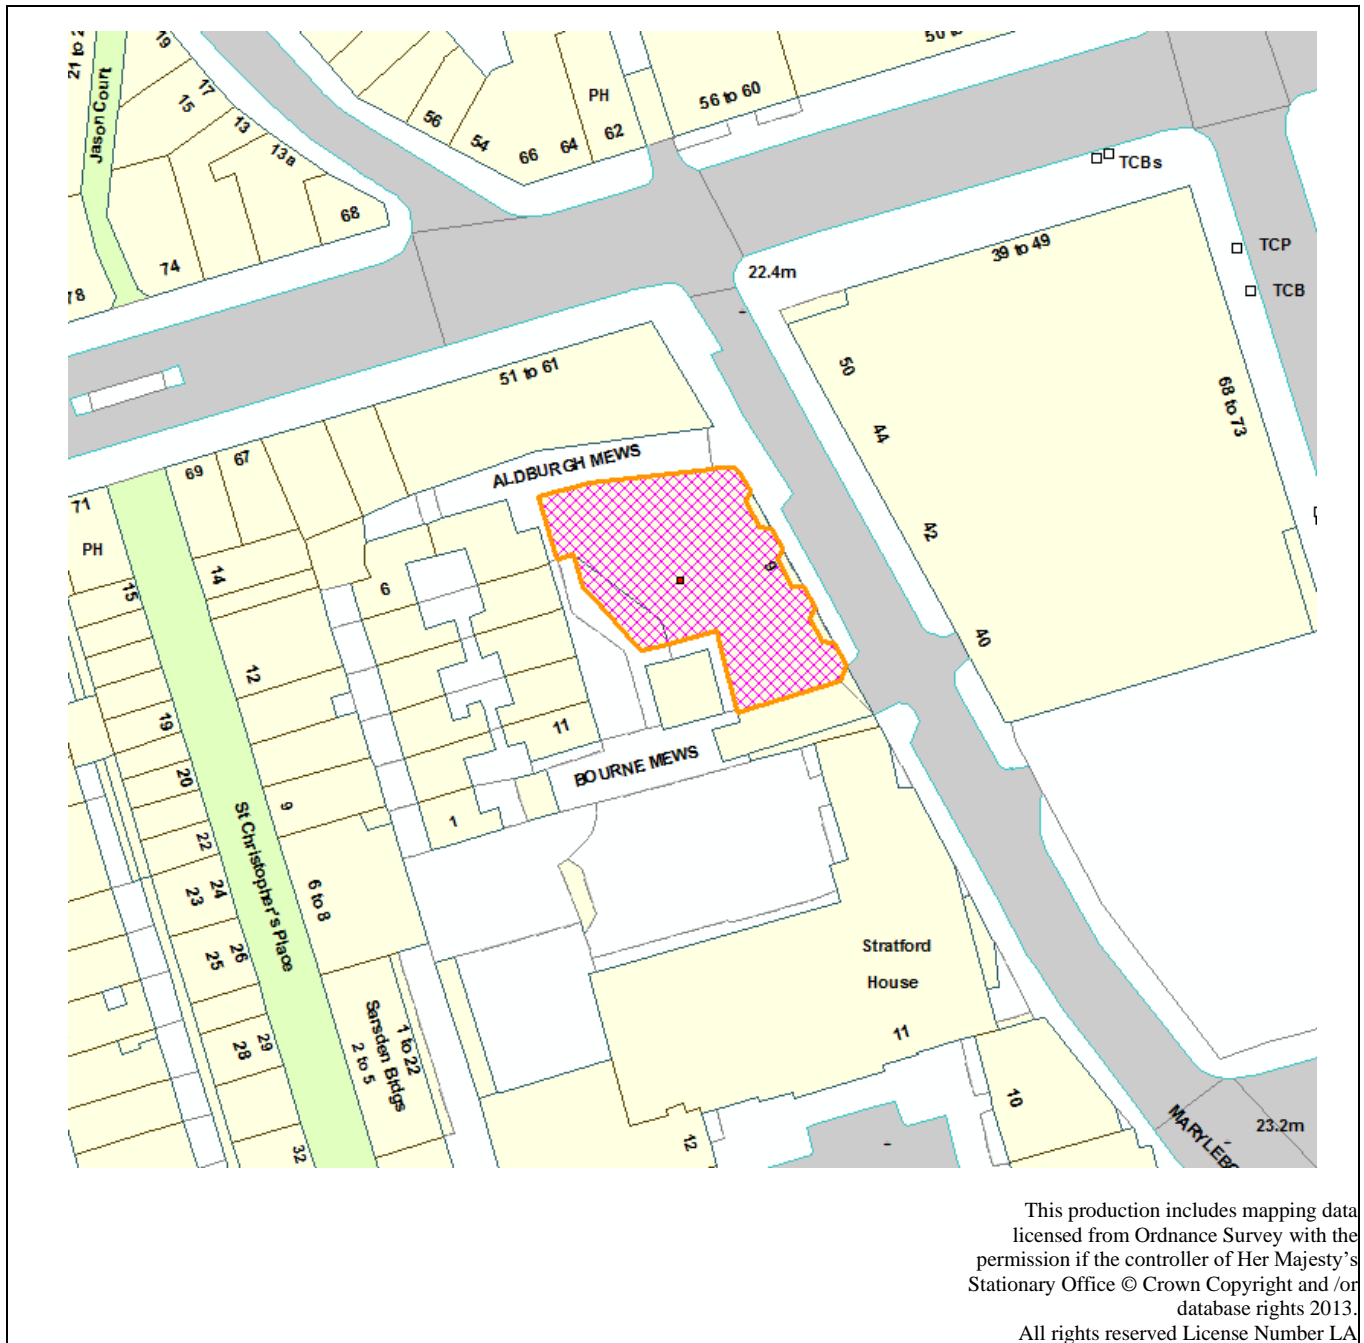 21 to 2
Jason Court
19
17
15
13
13a
68
74
78
56
54
66
64
62
PH
56 to 60
50 to
TCBs
TCP
TCB
39 to 49
22.4m
50
44
42
40
68 to 73
51 to 61
ALDBURGH MEWS
69
67
71
PH
15
14
6
12
9
11
19
20
BOURNE MEWS
9
1
22
St Christopher's Place
24
23
6 to 8
26
25
Stratford
House
11
29
28
1 to 22
Sarsden Bldgs
2 to 5
32
12
10
MARYLEBO
23.2m
This production includes mapping data
licensed from Ordnance Survey with the
permission if the controller of Her Majesty's
Stationary Office © Crown Copyright and /or
database rights 2013.
All rights reserved License Number LA